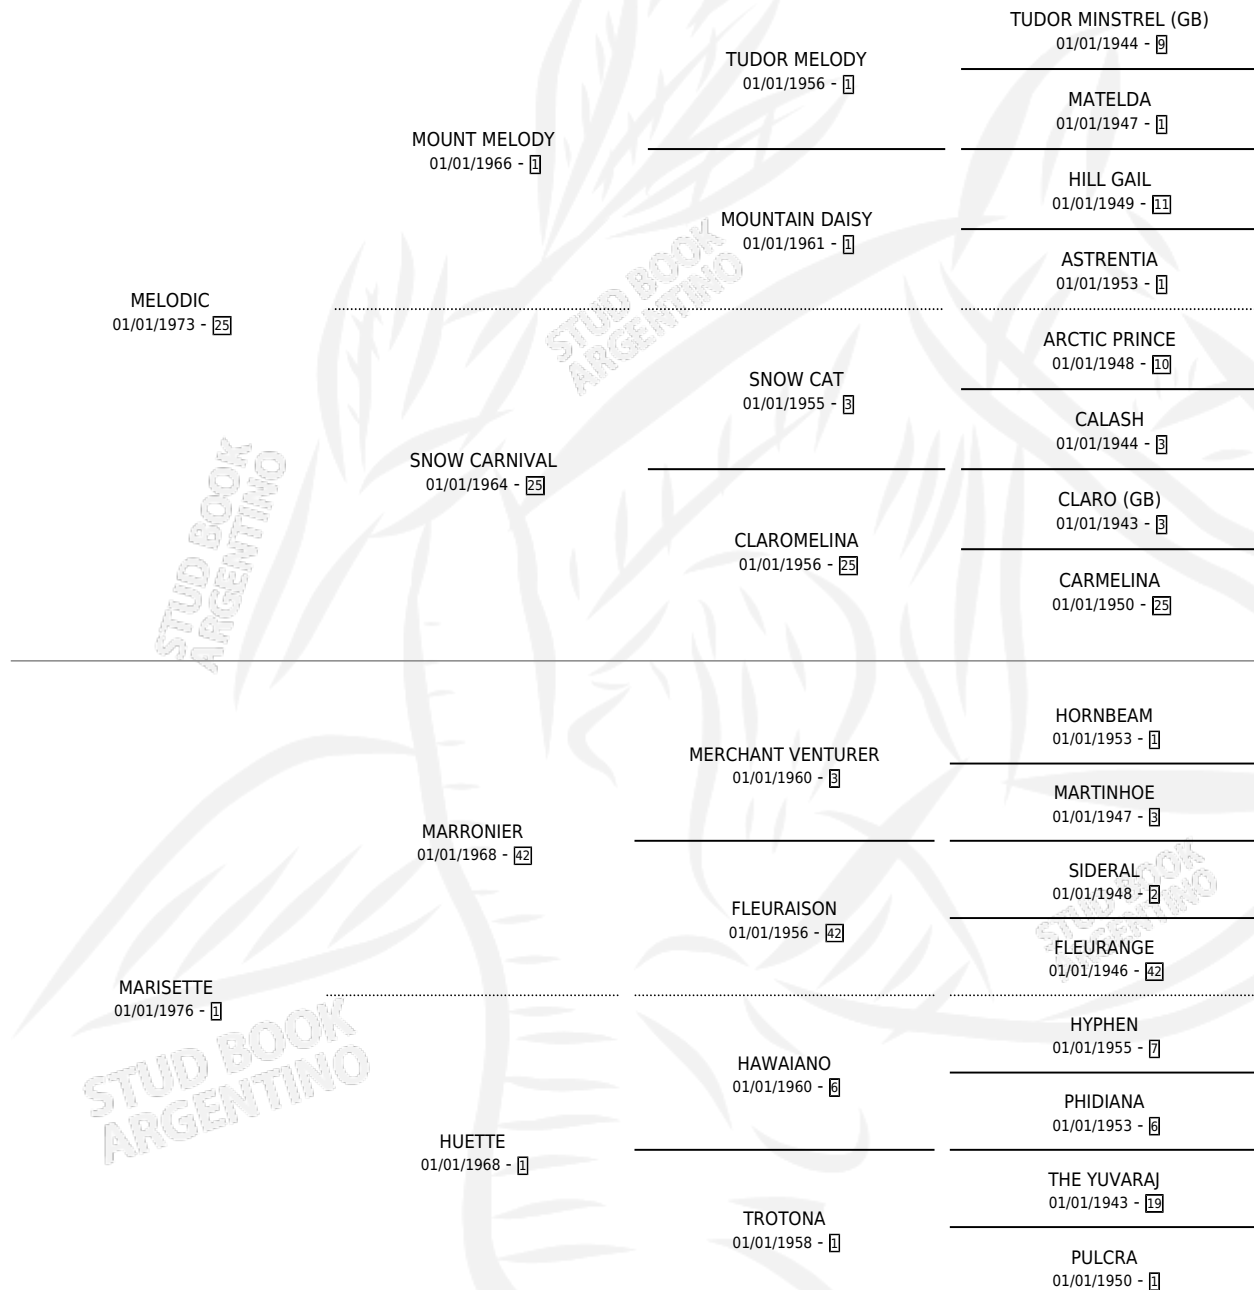 TUDOR MINSTREL (GB)
01/01/1944 - 9
TUDOR MELODY
01/01/1956 - 1
MATELDA
01/01/1947 - 1
MOUNT MELODY
01/01/1966 - 1
HILL GAIL
01/01/1949 - 11
MOUNTAIN DAISY
01/01/1961 - 1
ASTRENTIA
01/01/1953 - 1
MELODIC
01/01/1973 - 25
STUD BOOK
ARGENTINO
ARCTIC PRINCE
01/01/1948 - 10
SNOW CAT
01/01/1955 - 3
CALASH
01/01/1944 - 3
SNOW CARNIVAL
01/01/1964 - 25
CLARO (GB)
01/01/1943 - 3
CLAROMELINA
01/01/1956 - 25
CARMELINA
01/01/1950 - 25
STUD BOOK
ARGENTINO
HORNBEAM
01/01/1953 - 1
MERCHANT VENTURER
01/01/1960 - 3
MARTINHOE
01/01/1947 - 3
MARRONIER
01/01/1968 - 42
SIDERAL
01/01/1948 - 2
FLEURAISON
01/01/1956 - 42
STUD BOOK
ARGENTINO
FLEURANGE
01/01/1946 - 42
MARISETTE
01/01/1976 - 1
STUD BOOK
ARGENTINO
HYPHEN
01/01/1955 - 7
HAWAIANO
01/01/1960 - 6
PHIDIANA
01/01/1953 - 6
HUETTE
01/01/1968 - 1
THE YUVARAJ
01/01/1943 - 19
TROTONA
01/01/1958 - 1
PULCRA
01/01/1950 - 1